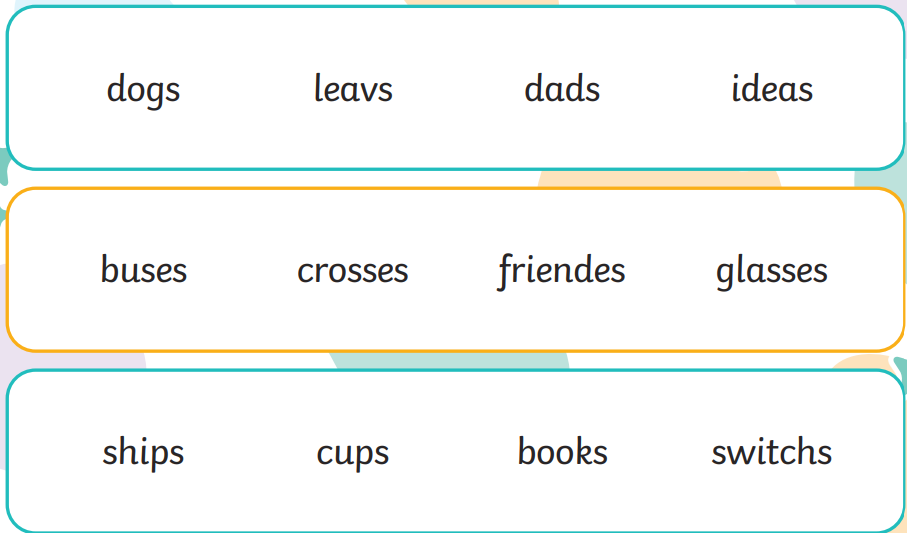 dogs leavs dads ideas
buses crosses friendes glasses
ships cups books switchs